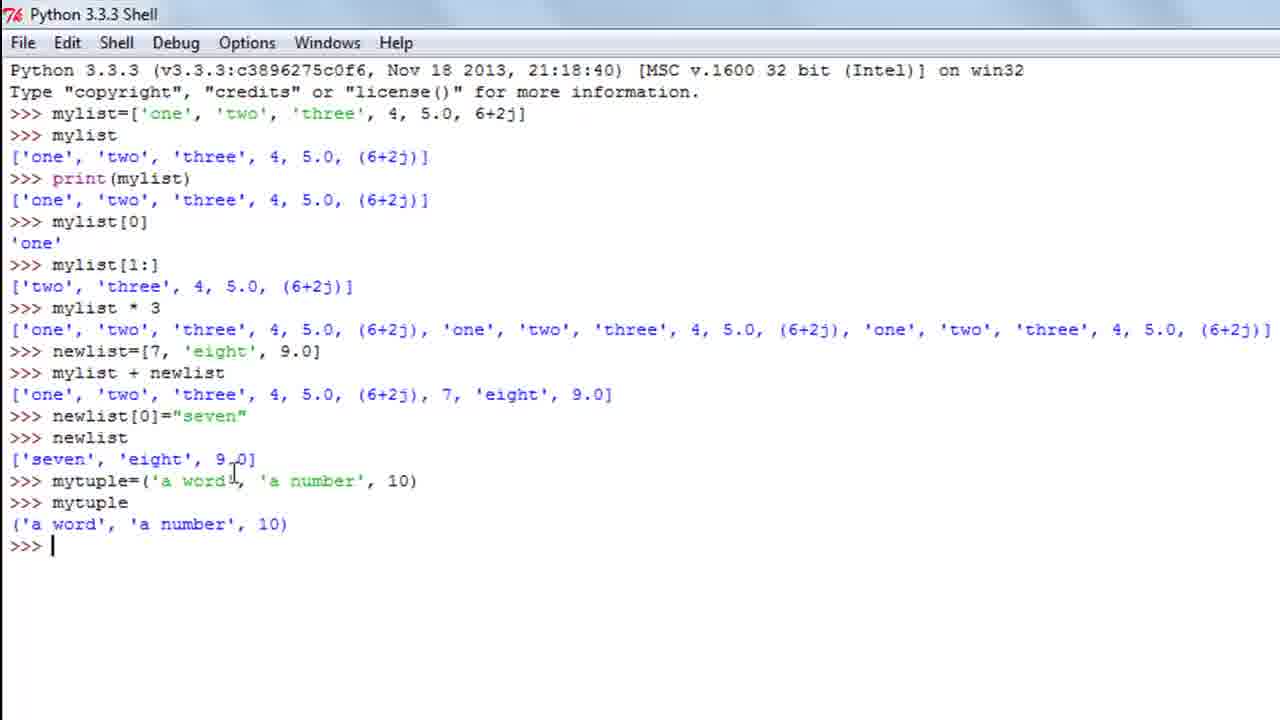 Python 3.3.3 Shell
File Edit Shell Debug Options Windows Help
Python 3.3.3 (v3.3.3:c3896275c0f6, Nov 18 2013, 21:18:40) [MSC v.1600 32 bit (Intel)] on win32
Type "copyright", "credits" or "license()" for more information.
>>> mylist=['one', 'two', 'three', 4, 5.0, 6+2j]
>>> mylist
['one', 'two', 'three', 4, 5.0, (6+2j)]
>>> print(mylist)
['one', 'two', 'three', 4, 5.0, (6+2j)]
>>> mylist[0]
'one'
>>> mylist[1:]
['two', 'three', 4, 5.0, (6+2j)]
>>> mylist * 3
['one', 'two', 'three', 4, 5.0, (6+2j), 'one', 'two', 'three', 4, 5.0, (6+2j), 'one', 'two', 'three', 4, 5.0, (6+2j)]
>>> newlist=[7, 'eight', 9.0]
>>> mylist + newlist
['one', 'two', 'three', 4, 5.0, (6+2j), 7, 'eight', 9.0]
>>> newlist[0]="seven"
>>> newlist
['seven', 'eight', 9.0]
>>> mytuple=('a word', 'a number', 10)
>>> mytuple
('a word', 'a number', 10)
>>>